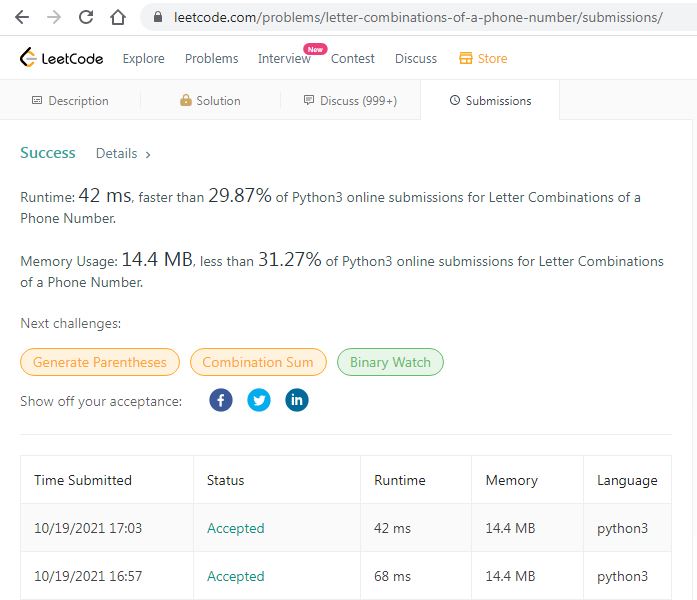 leetcode.com/problems/letter-combinations-of-a-phone-number/submissions/
LeetCode Explore Problems Interview New Contest Discuss Store
Description Solution Discuss (999+) Submissions
Success Details >
Runtime: 42 ms, faster than 29.87% of Python3 online submissions for Letter Combinations of a
Phone Number.
Memory Usage: 14.4 MB, less than 31.27% of Python3 online submissions for Letter Combinations
of a Phone Number.
Next challenges:
Generate Parentheses Combination Sum Binary Watch
Show off your acceptance: f in
Time Submitted Status Runtime Memory Language
10/19/2021 17:03 Accepted 42 ms 14.4 MB python3
10/19/2021 16:57 Accepted 68 ms 14.4 MB python3